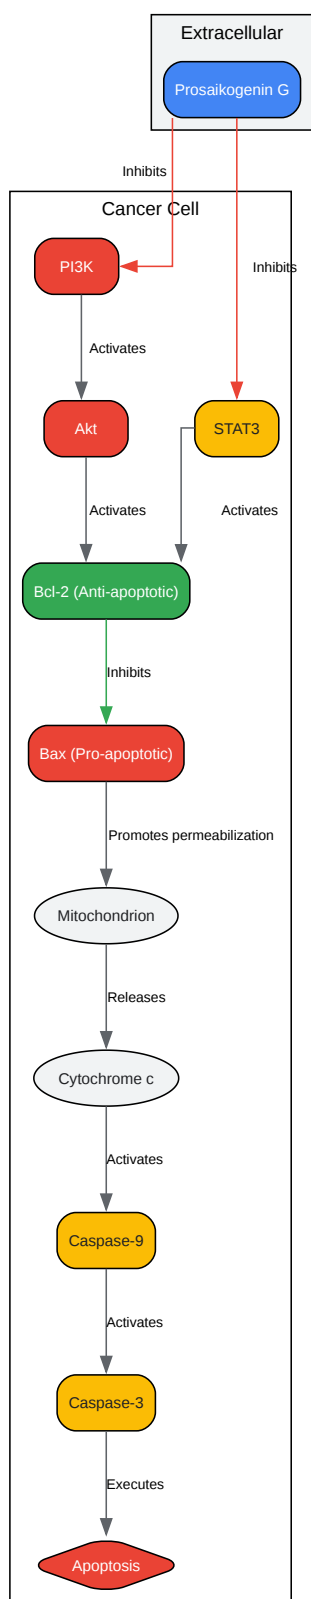 Extracellular
Prosaikogenin G
Inhibits
Cancer Cell
PI3K
Inhibits
Activates
Akt
STAT3
Activates
Activates
Bcl-2 (Anti-apoptotic)
Inhibits
Bax (Pro-apoptotic)
Promotes permeabilization
Mitochondrion
Releases
Cytochrome c
Activates
Caspase-9
Activates
Caspase-3
Executes
Apoptosis